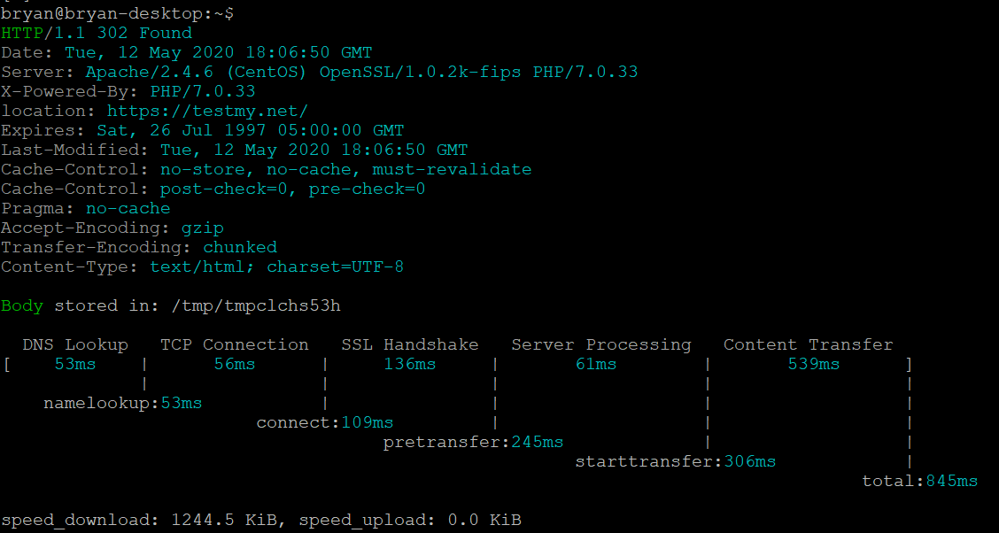 bryan@bryan-desktop:~$
HTTP/1.1 302 Found
Date: Tue, 12 May 2020 18:06:50 GMT
Server: Apache/2.4.6 (CentOS) OpenSSL/1.0.2k-fips PHP/7.0.33
X-Powered-By: PHP/7.0.33
location: https://testmy.net/
Expires: Sat, 26 Jul 1997 05:00:00 GMT
Last-Modified: Tue, 12 May 2020 18:06:50 GMT
Cache-Control: no-store, no-cache, must-revalidate
Cache-Control: post-check=0, pre-check=0
Pragma: no-cache
Accept-Encoding: gzip
Transfer-Encoding: chunked
Content-Type: text/html; charset=UTF-8

Body stored in: /tmp/tmpclchs53h

  DNS Lookup   TCP Connection   SSL Handshake   Server Processing   Content Transfer
[    53ms    |      56ms      |     136ms     |       61ms        |       539ms      ]
             |                |               |                   |                  |
    namelookup:53ms           |               |                   |                  |
                        connect:109ms         |                   |                  |
                                    pretransfer:245ms             |                  |
                                                      starttransfer:306ms            |
                                                                                 total:845ms

speed_download: 1244.5 KiB, speed_upload: 0.0 KiB